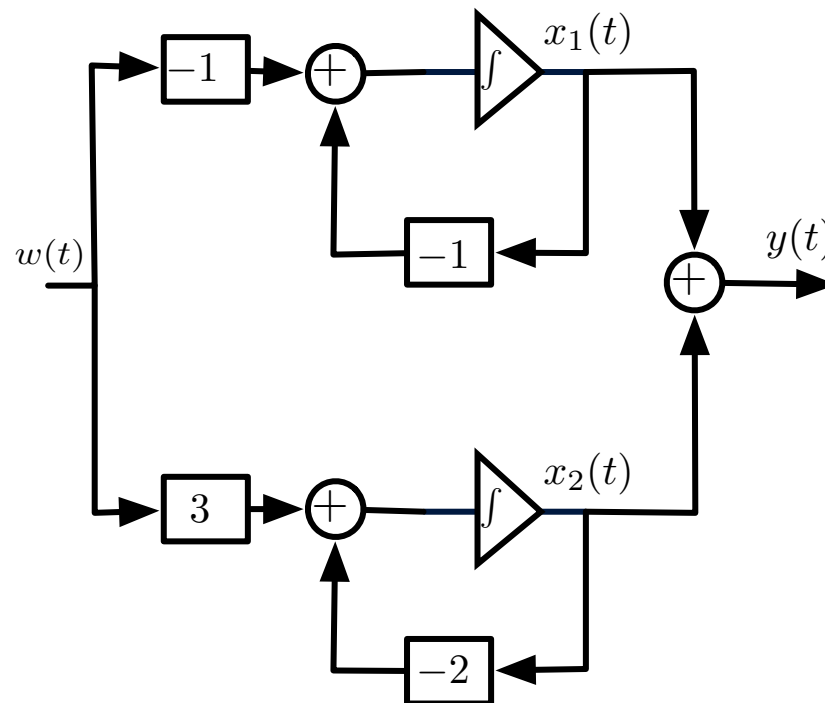 x₁(t)
−1
+
∫
−1
w(t)
+
y(t)
x₂(t)
3
+
∫
−2